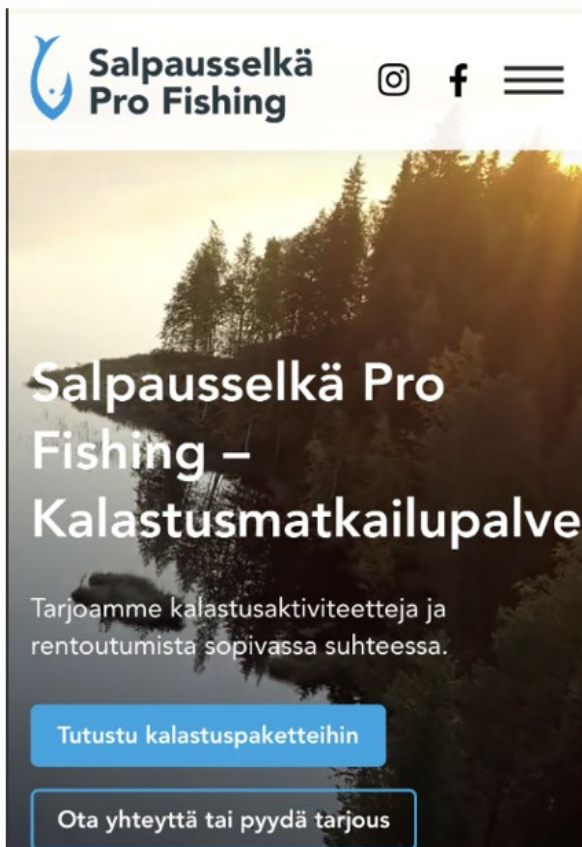 Salpausselkä
Pro Fishing
Salpausselkä Pro
Fishing –
Kalastusmatkailupalve
Tarjoamme kalastusaktiviteetteja ja
rentoutumista sopivassa suhteessa.
Tutustu kalastuspaketteihin
Ota yhteyttä tai pyydä tarjous